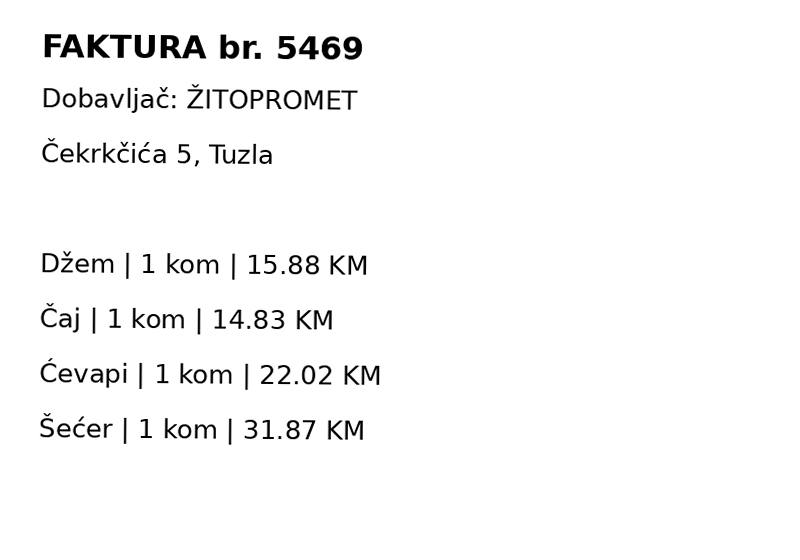 FAKTURA br. 5469
Dobavljač: ŽITOPROMET
Čekrkčića 5, Tuzla
Džem | 1 kom | 15.88 KM
Čaj | 1 kom | 14.83 KM
Ćevapi | 1 kom | 22.02 KM
Šećer | 1 kom | 31.87 KM